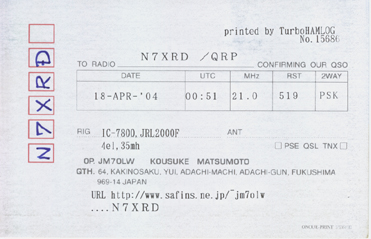 printed by TurboHAMLOG
No.15686
N7XRD /QRP
TO RADIO CONFIRMING OUR QSO
DATE UTC MHz RST 2WAY
18-APR-'04 00:51 21.0 519 PSK
RIG IC-7800, JRL2000F ANT
4el,35mh
PSE QSL TNX
OP. JM7OLW KOUSUKE MATSUMOTO
QTH. 64, KAKINOSAKU, YUI, ADACHI-MACHI, ADACHI-GUN, FUKUSHIMA
969-14 JAPAN
URL http://www.safins.ne.jp/~jm7olw
....N7XRD
N7XRD